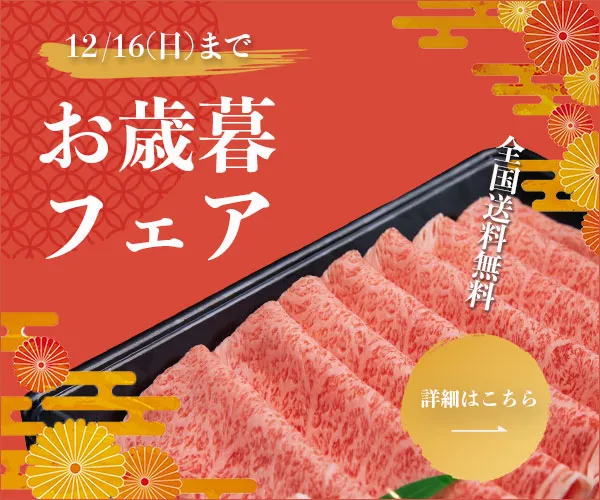 12/16(日)まで
お歳暮
フェア
全国送料無料
詳細はこちら